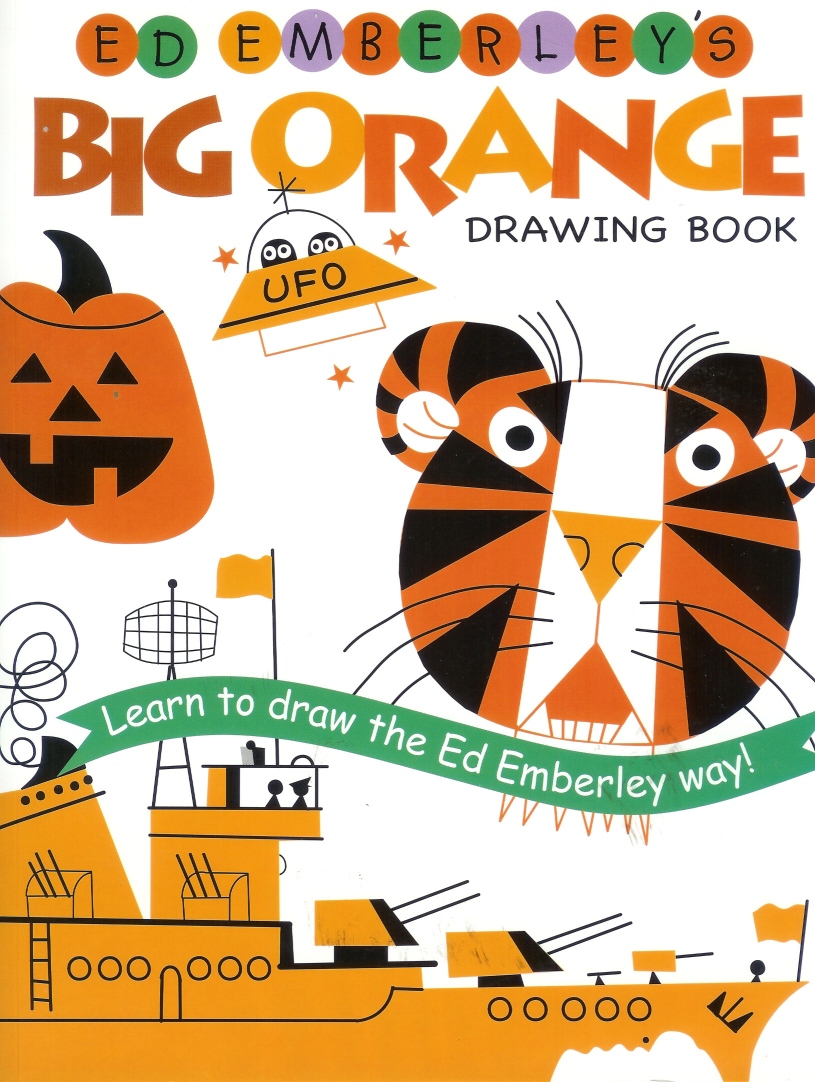 ED EMBERLEY'S
BIG ORANGE
DRAWING BOOK
UFO
Learn to draw the Ed Emberley way!